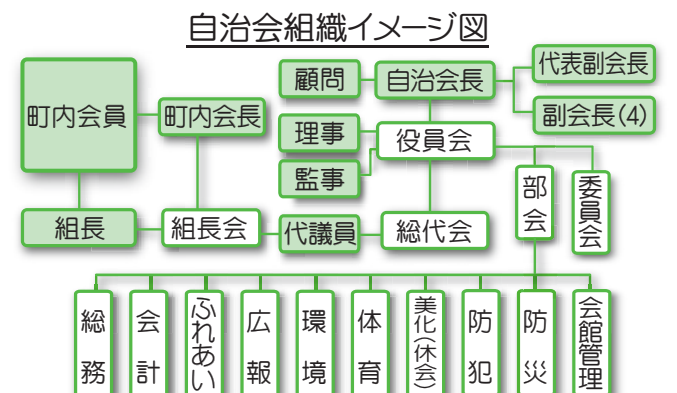 自治会組織イメージ図
町内会員
町内会長
組長
組長会
顧問
自治会長
代表副会長
副会長(4)
理事
役員会
監事
代議員
総代会
部会
委員会
総務
会計
ふれあい
広報
環境
体育
美化(休会)
防犯
防災
会館管理